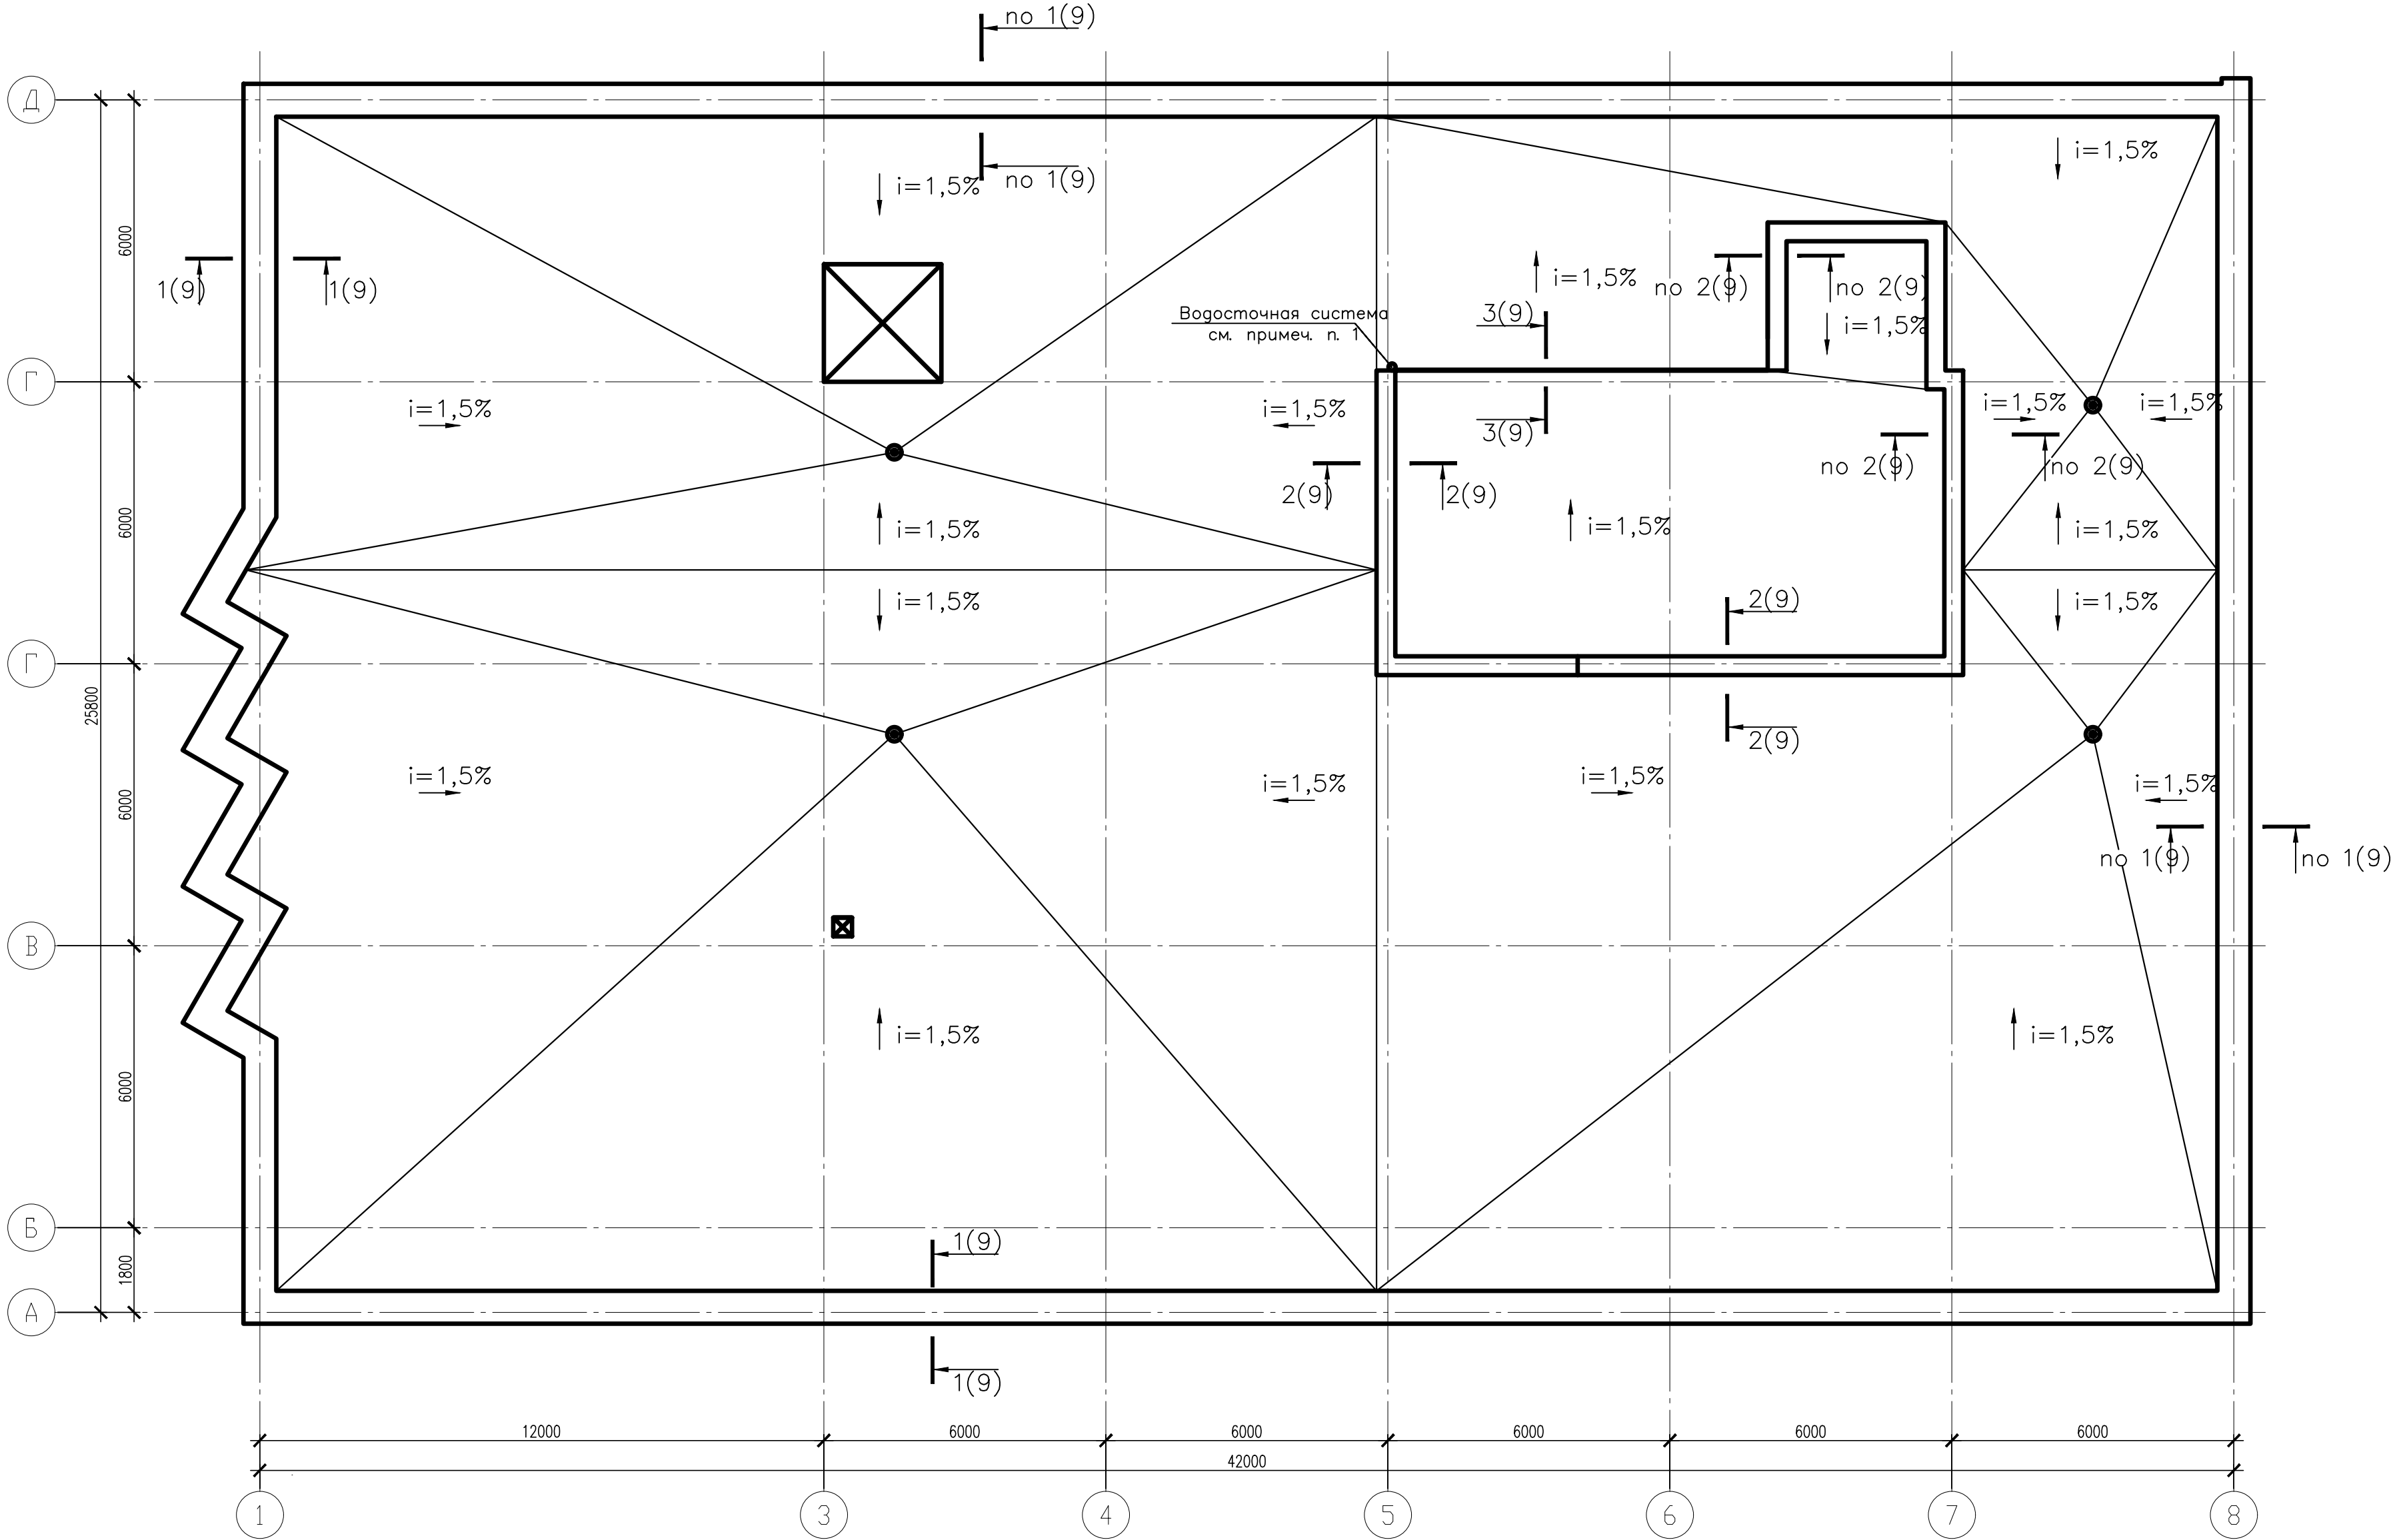 по 1(9)
Д
по 1(9)
i=1,5%
i=1,5%
6000
1(9)
1(9)
i=1,5%
по 2(9)
по 2(9)
Водосточная система
см. примеч. п. 1
3(9)
i=1,5%
Г
i=1,5%
i=1,5%
3(9)
i=1,5%
i=1,5%
по 2(9)
по 2(9)
2(9)
2(9)
6000
i=1,5%
i=1,5%
i=1,5%
i=1,5%
2(9)
i=1,5%
Г
25800
2(9)
i=1,5%
i=1,5%
i=1,5%
i=1,5%
6000
по 1(9)
по 1(9)
В
i=1,5%
i=1,5%
6000
Б
1(9)
1800
А
1(9)
12000
6000
6000
6000
6000
6000
42000
1
3
4
5
6
7
8